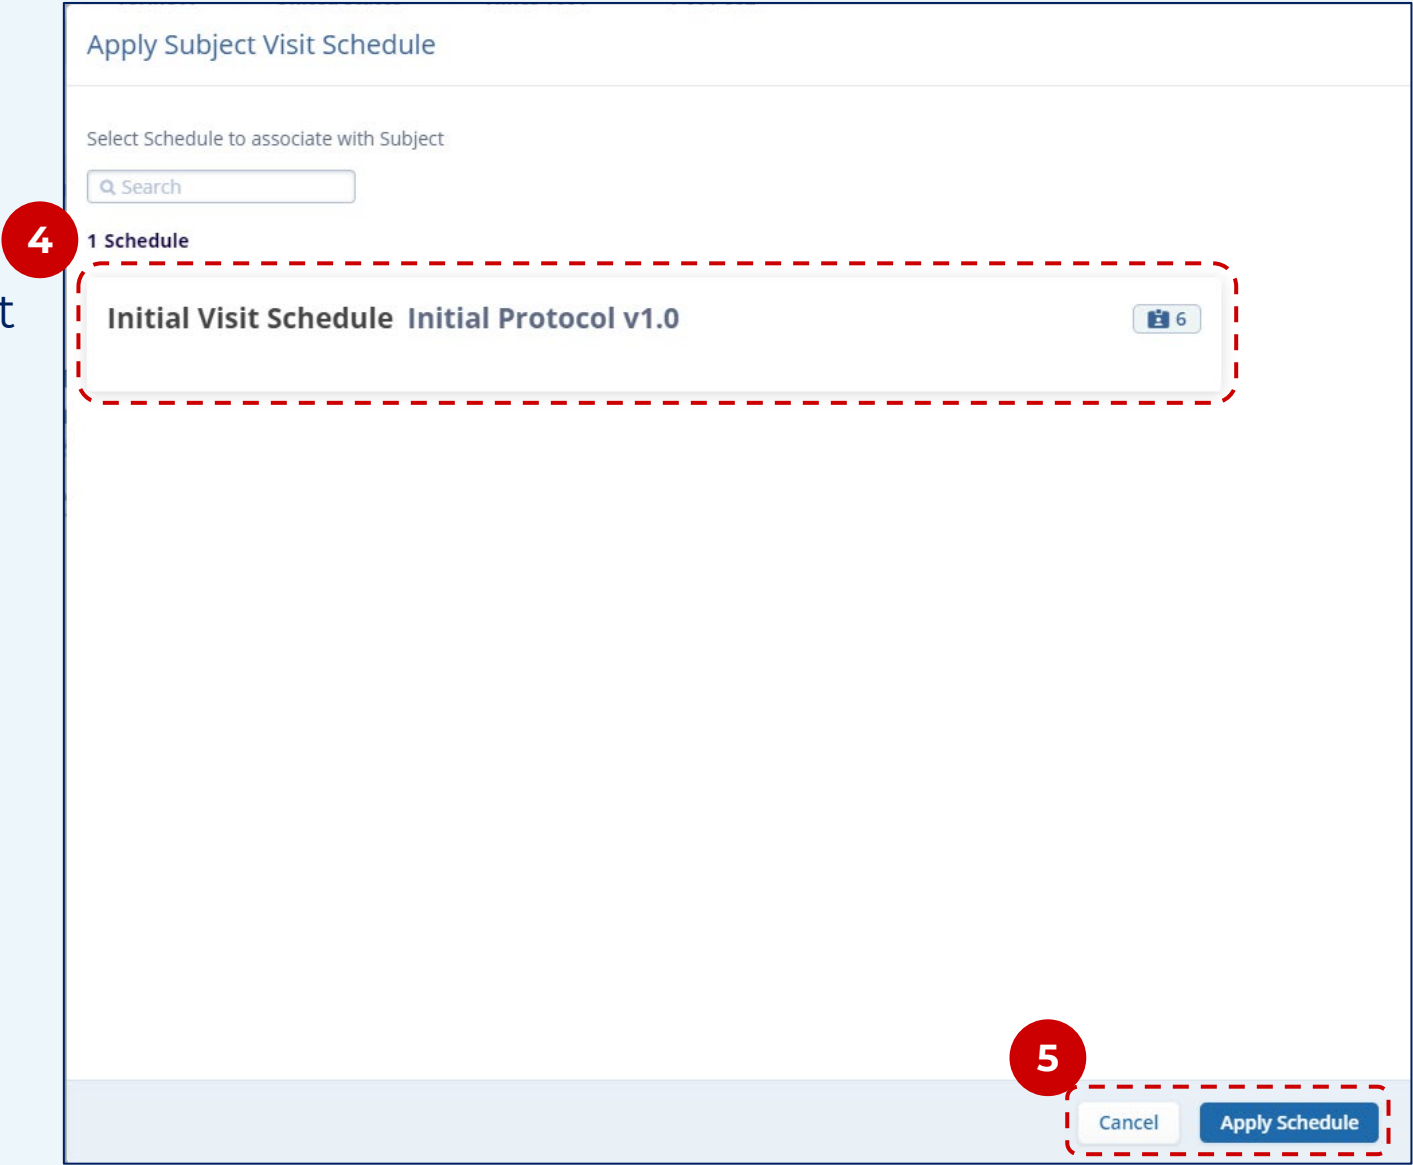 Apply Subject Visit Schedule
Select Schedule to associate with Subject
Search
4
1 Schedule
t
Initial Visit Schedule Initial Protocol v1.0
6
5
Cancel
Apply Schedule